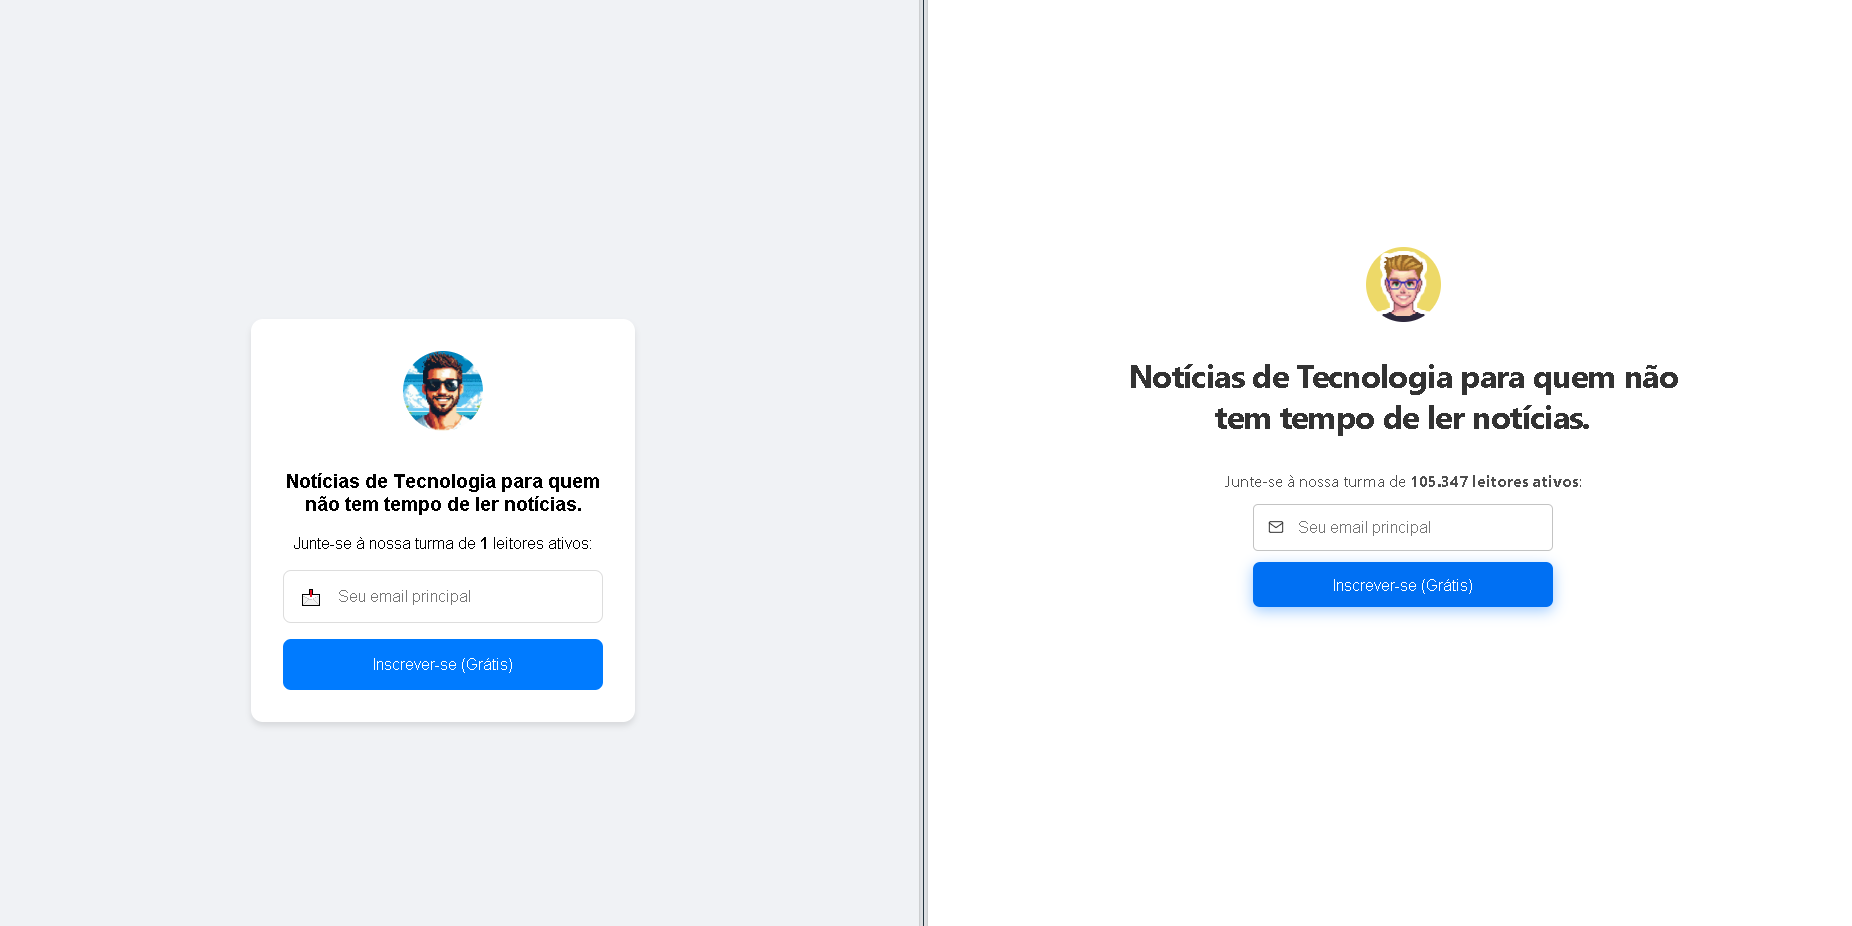 Notícias de Tecnologia para quem
não tem tempo de ler notícias.
Junte-se à nossa turma de 1 leitores ativos:
Seu email principal
Inscrever-se (Grátis)
Notícias de Tecnologia para quem não
tem tempo de ler notícias.
Junte-se à nossa turma de 105.347 leitores ativos:
Seu email principal
Inscrever-se (Grátis)